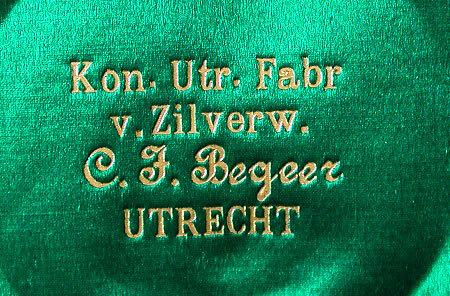 Kon. Utr. Fabr
v. Zilverw.
C. J. Begeer
UTRECHT